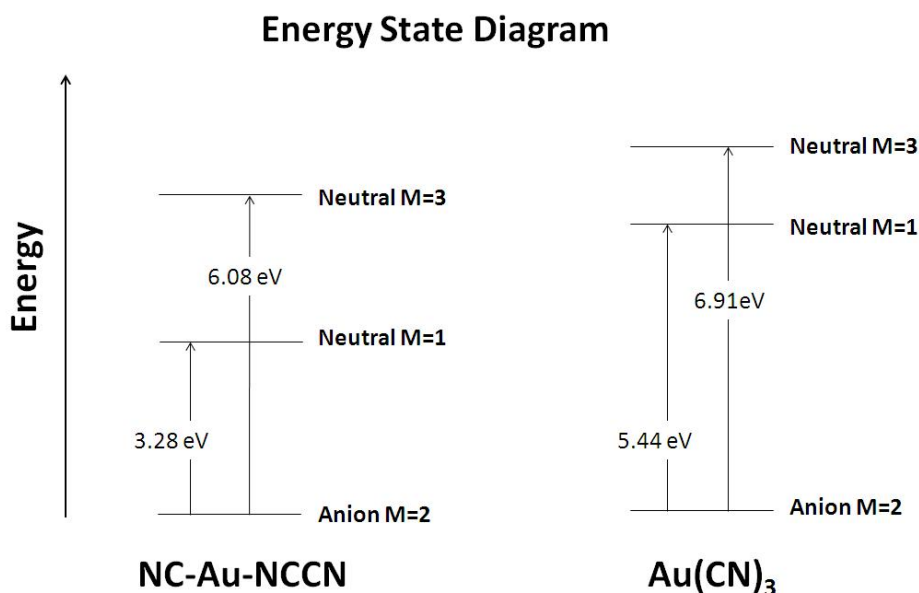 Energy State Diagram
Energy
Neutral M=3
6.08 eV
Neutral M=1
3.28 eV
Anion M=2
NC-Au-NCCN
Neutral M=3
Neutral M=1
6.91eV
5.44 eV
Anion M=2
Au(CN)₃